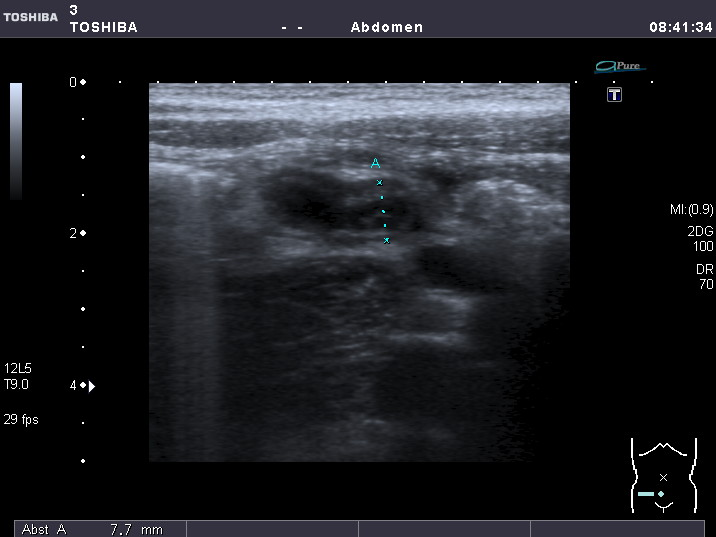 TOSHIBA
3
TOSHIBA - - Abdomen 08:41:34
Pure
T
0
A
MI:(0.9)
2
2DG
100
DR
70
12L5
T9.0
4
29 fps
Abst A 7.7 mm